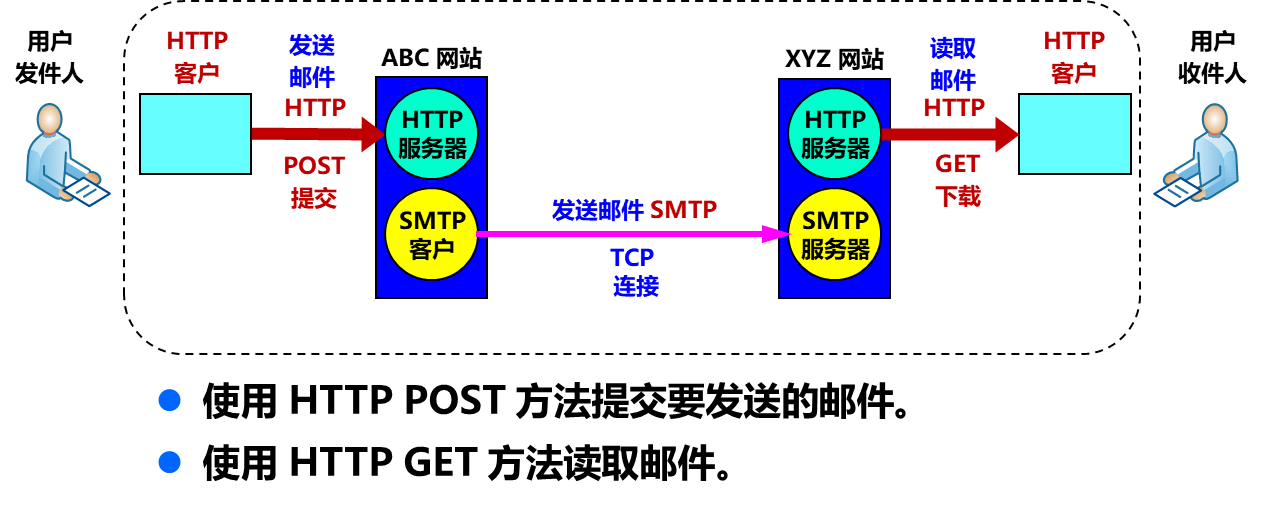 用户
发件人
HTTP
客户
发送
邮件
HTTP
POST
提交
ABC 网站
HTTP
服务器
SMTP
客户
发送邮件 SMTP
TCP
连接
XYZ 网站
HTTP
服务器
SMTP
服务器
读取
邮件
HTTP
GET
下载
HTTP
客户
用户
收件人
使用 HTTP POST 方法提交要发送的邮件。
使用 HTTP GET 方法读取邮件。